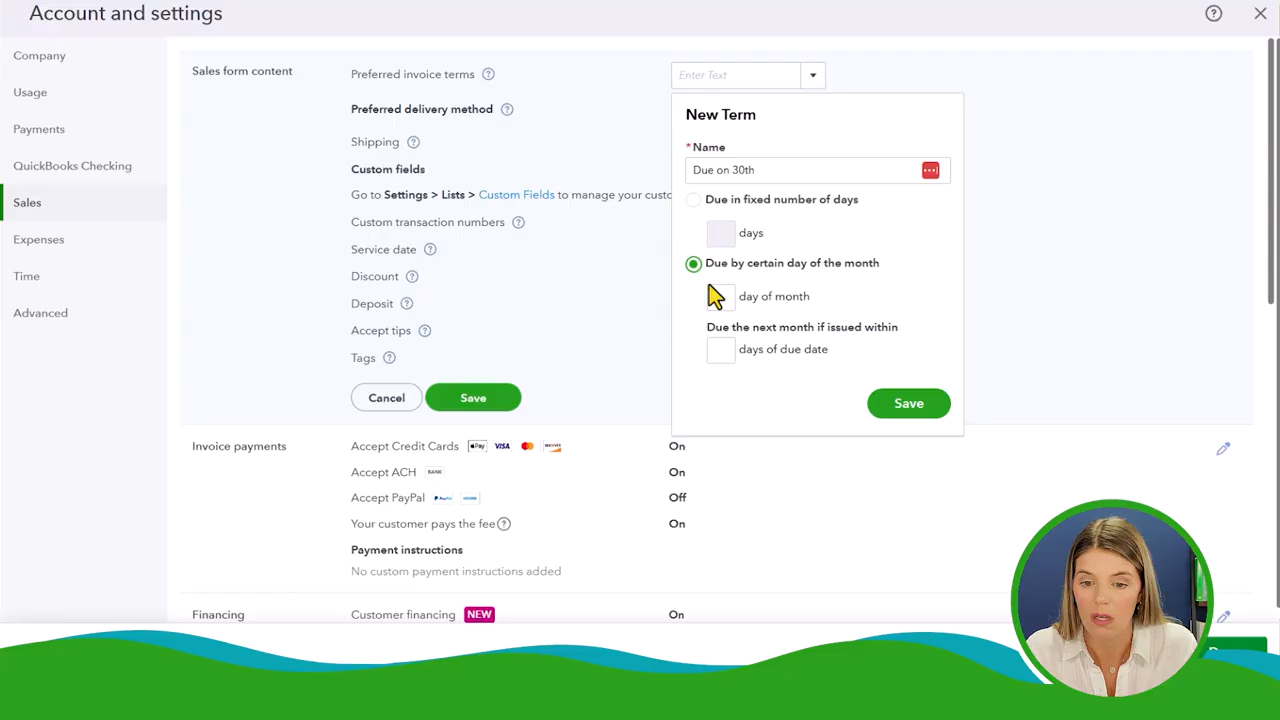 Account and settings
Company
Usage
Payments
QuickBooks Checking
Sales
Expenses
Time
Advanced
Sales form content
Preferred invoice terms
Enter Text
Preferred delivery method
Shipping
Custom fields
Go to Settings > Lists > Custom Fields to manage your custo
Custom transaction numbers
Service date
Discount
Deposit
Accept tips
Tags
Cancel
Save
New Term
* Name
Due on 30th
Due in fixed number of days
days
Due by certain day of the month
day of month
Due the next month if issued within
days of due date
Save
Invoice payments
Accept Credit Cards Pay VISA
On
Accept ACH BANK
On
Accept PayPal
Off
Your customer pays the fee
On
Payment instructions
No custom payment instructions added
Financing
Customer financing NEW
On